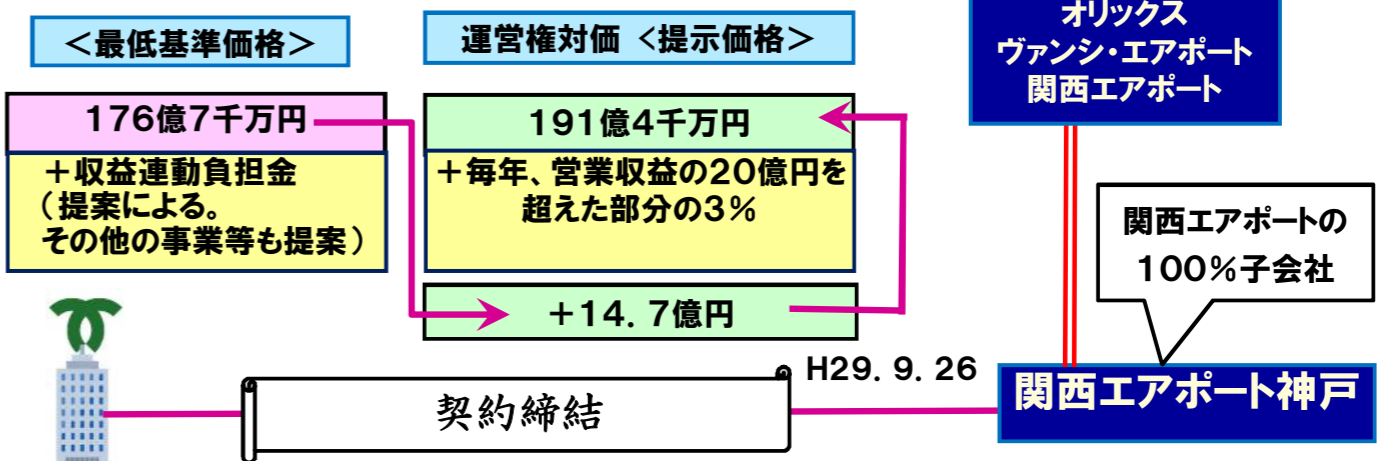 ＜最低基準価格＞
176億7千万円
＋収益連動負担金
（提案による。
その他の事業等も提案）
運営権対価 ＜提示価格＞
191億4千万円
＋毎年、営業収益の20億円を
超えた部分の3％
＋14．7億円
オリックス
ヴァンシ・エアポート
関西エアポート
関西エアポートの
100％子会社
契約締結
H29．9．26
関西エアポート神戸